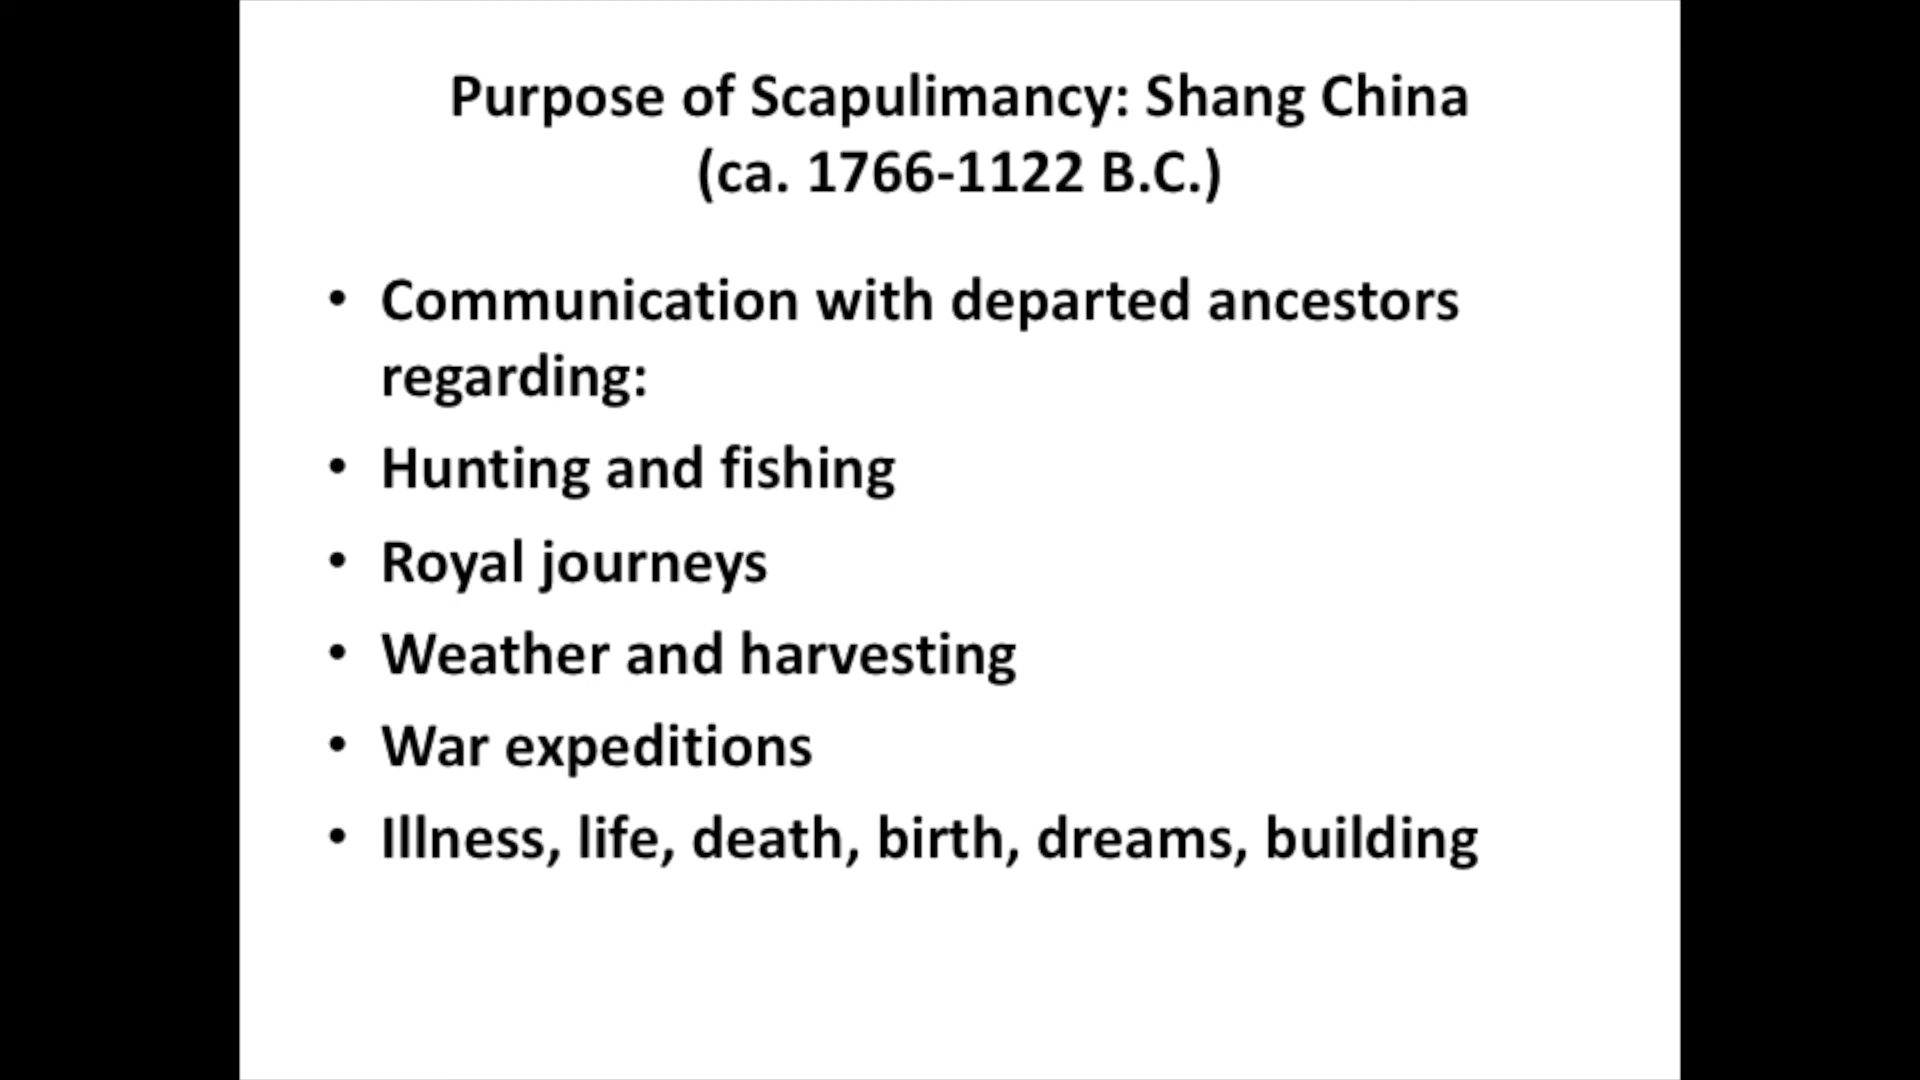 Purpose of Scapulimancy: Shang China
(ca. 1766-1122 B.C.)
• Communication with departed ancestors
regarding:
• Hunting and fishing
• Royal journeys
• Weather and harvesting
• War expeditions
• Illness, life, death, birth, dreams, building